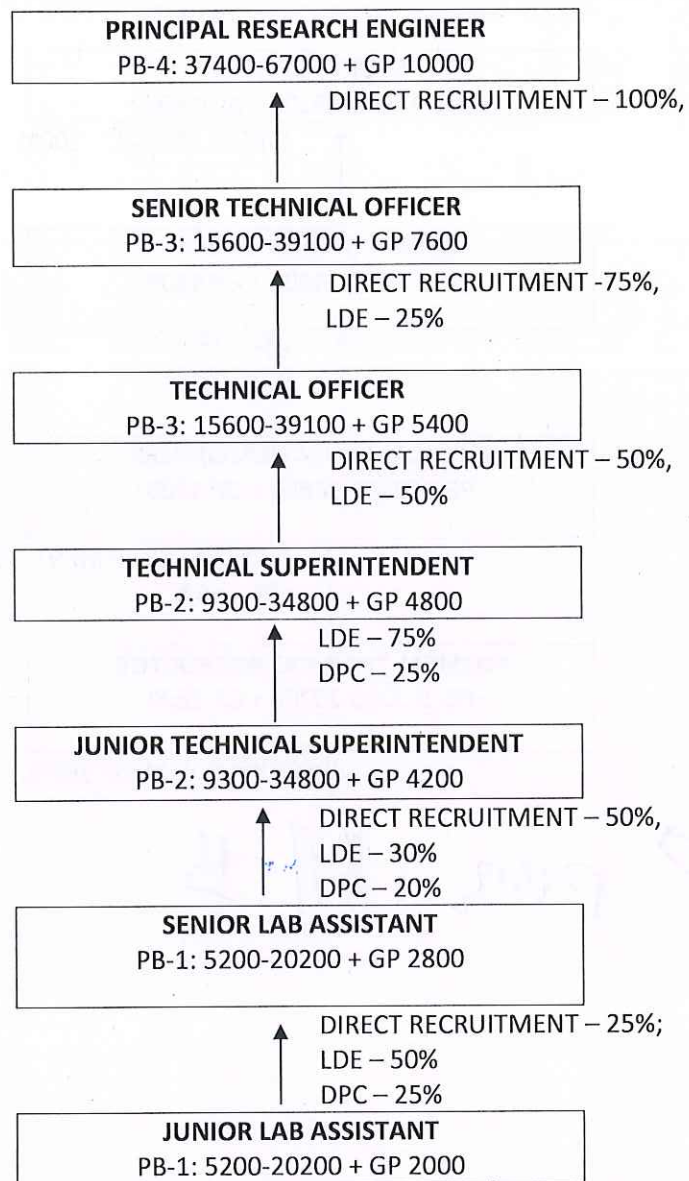 PRINCIPAL RESEARCH ENGINEER
PB-4: 37400-67000 + GP 10000
DIRECT RECRUITMENT – 100%,
SENIOR TECHNICAL OFFICER
PB-3: 15600-39100 + GP 7600
DIRECT RECRUITMENT -75%,
LDE – 25%
TECHNICAL OFFICER
PB-3: 15600-39100 + GP 5400
DIRECT RECRUITMENT – 50%,
LDE – 50%
TECHNICAL SUPERINTENDENT
PB-2: 9300-34800 + GP 4800
LDE – 75%
DPC – 25%
JUNIOR TECHNICAL SUPERINTENDENT
PB-2: 9300-34800 + GP 4200
DIRECT RECRUITMENT – 50%,
LDE – 30%
DPC – 20%
SENIOR LAB ASSISTANT
PB-1: 5200-20200 + GP 2800
DIRECT RECRUITMENT – 25%;
LDE – 50%
DPC – 25%
JUNIOR LAB ASSISTANT
PB-1: 5200-20200 + GP 2000